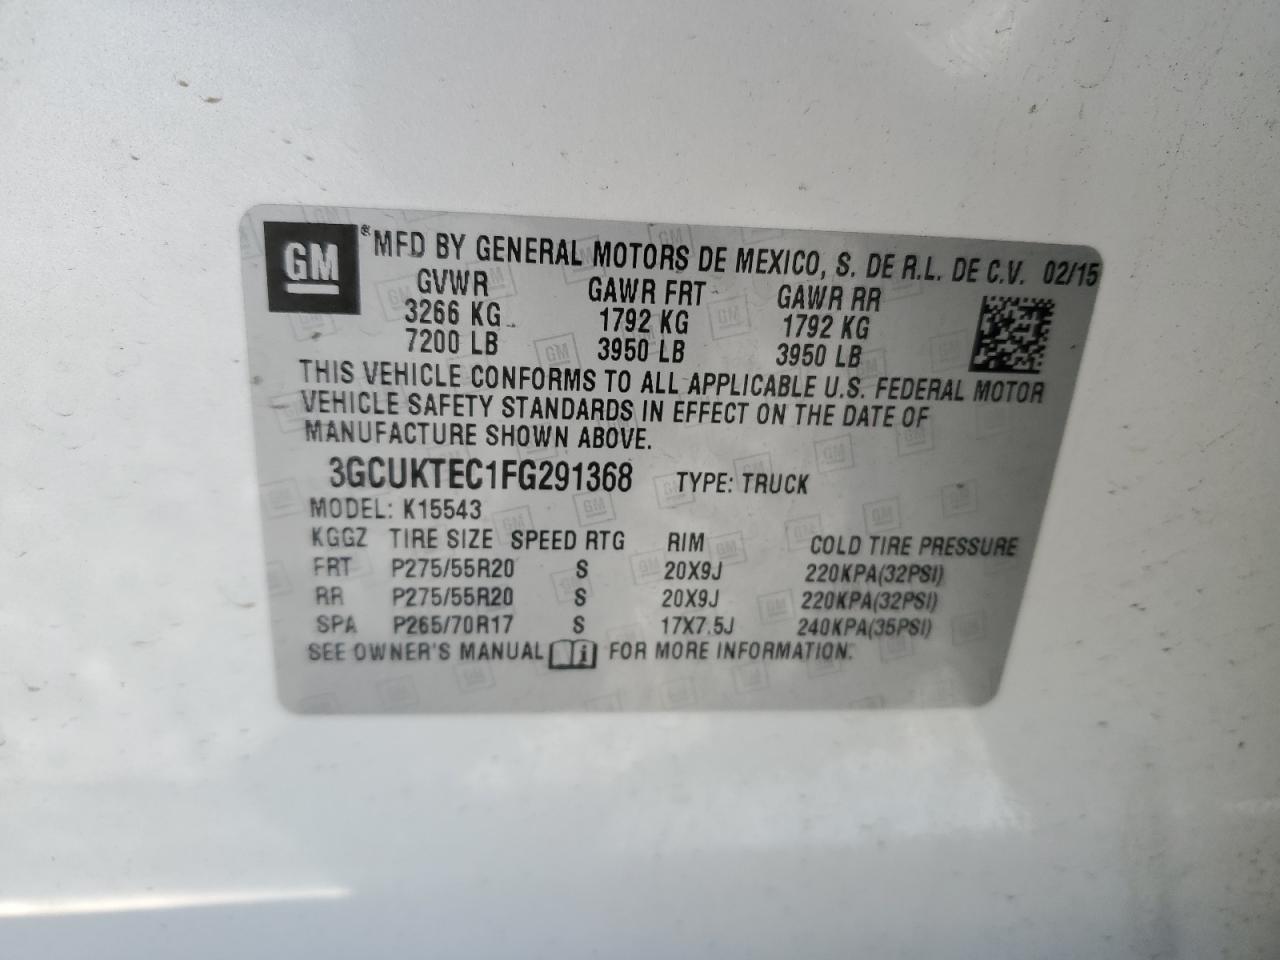 GM ®MFD BY GENERAL MOTORS DE MEXICO, S. DE R.L. DE C.V. 02/15
GVWR GAWR FRT GAWR RR
3266 KG 1792 KG 1792 KG
7200 LB 3950 LB 3950 LB
THIS VEHICLE CONFORMS TO ALL APPLICABLE U.S. FEDERAL MOTOR
VEHICLE SAFETY STANDARDS IN EFFECT ON THE DATE OF
MANUFACTURE SHOWN ABOVE.
3GCUKTEC1FG291368 TYPE: TRUCK
MODEL: K15543
KGGZ TIRE SIZE SPEED RTG RIM COLD TIRE PRESSURE
FRT P275/55R20 S 20X9J 220KPA(32PSI)
RR P275/55R20 S 20X9J 220KPA(32PSI)
SPA P265/70R17 S 17X7.5J 240KPA(35PSI)
SEE OWNER'S MANUAL i FOR MORE INFORMATION.